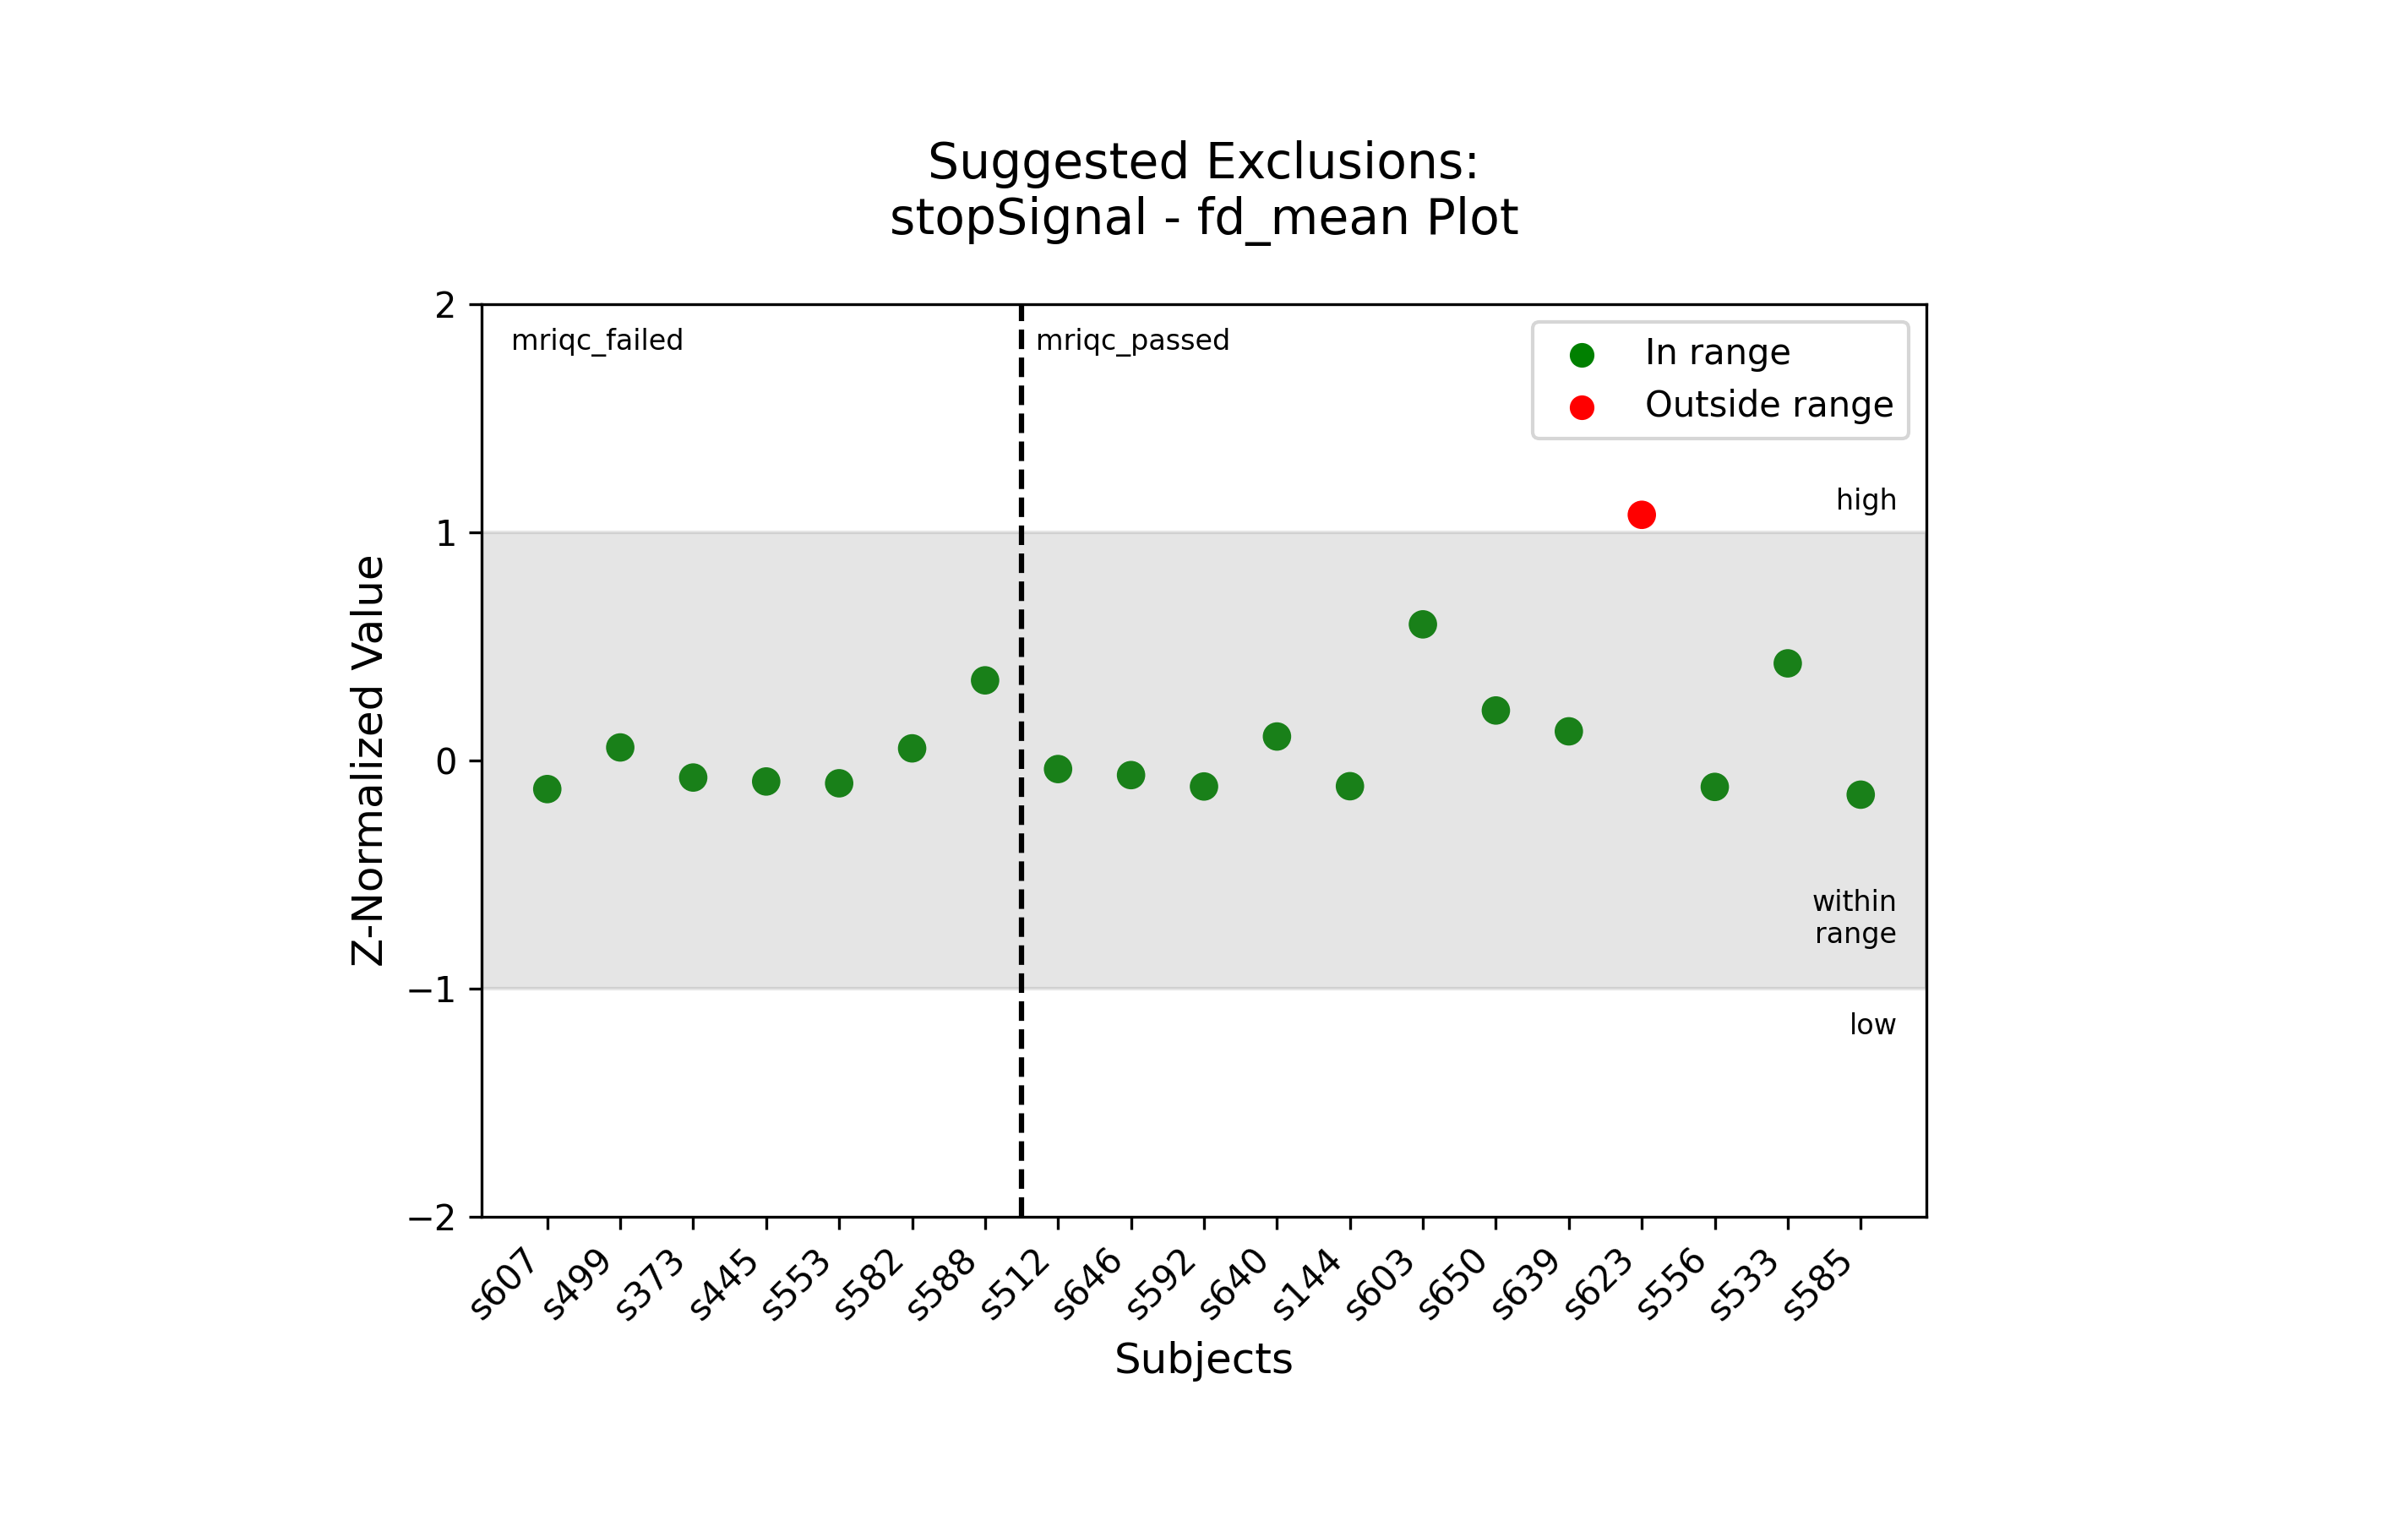 Suggested Exclusions:
stopSignal - fd_mean Plot
2
mriqc_failed
mriqc_passed
In range
Outside range
high
1
Z-Normalized Value
0
within
range
−1
low
−2
s607
s499
s373
s445
s553
s582
s588
s512
s646
s592
s640
s144
s603
s650
s639
s623
s556
s533
s585
Subjects